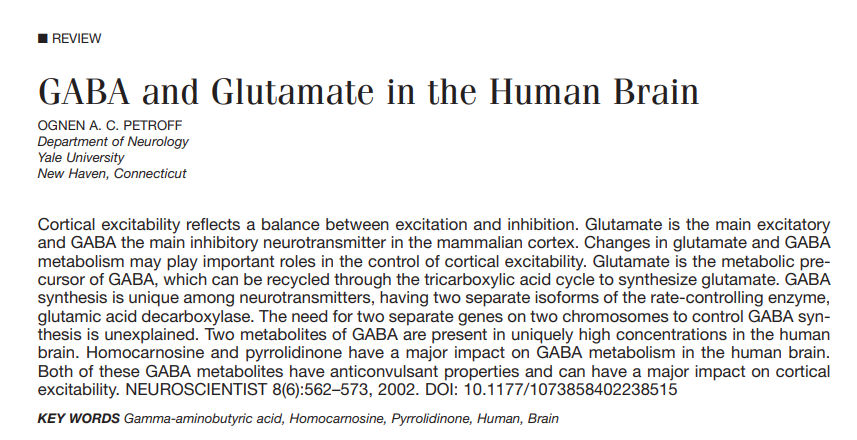 ■ REVIEW
GABA and Glutamate in the Human Brain
OGNEN A. C. PETROFF
Department of Neurology
Yale University
New Haven, Connecticut
Cortical excitability reflects a balance between excitation and inhibition. Glutamate is the main excitatory
and GABA the main inhibitory neurotransmitter in the mammalian cortex. Changes in glutamate and GABA
metabolism may play important roles in the control of cortical excitability. Glutamate is the metabolic pre-
cursor of GABA, which can be recycled through the tricarboxylic acid cycle to synthesize glutamate. GABA
synthesis is unique among neurotransmitters, having two separate isoforms of the rate-controlling enzyme,
glutamic acid decarboxylase. The need for two separate genes on two chromosomes to control GABA syn-
thesis is unexplained. Two metabolites of GABA are present in uniquely high concentrations in the human
brain. Homocarnosine and pyrrolidinone have a major impact on GABA metabolism in the human brain.
Both of these GABA metabolites have anticonvulsant properties and can have a major impact on cortical
excitability. NEUROSCIENTIST 8(6):562–573, 2002. DOI: 10.1177/1073858402238515
KEY WORDS Gamma-aminobutyric acid, Homocarnosine, Pyrrolidinone, Human, Brain